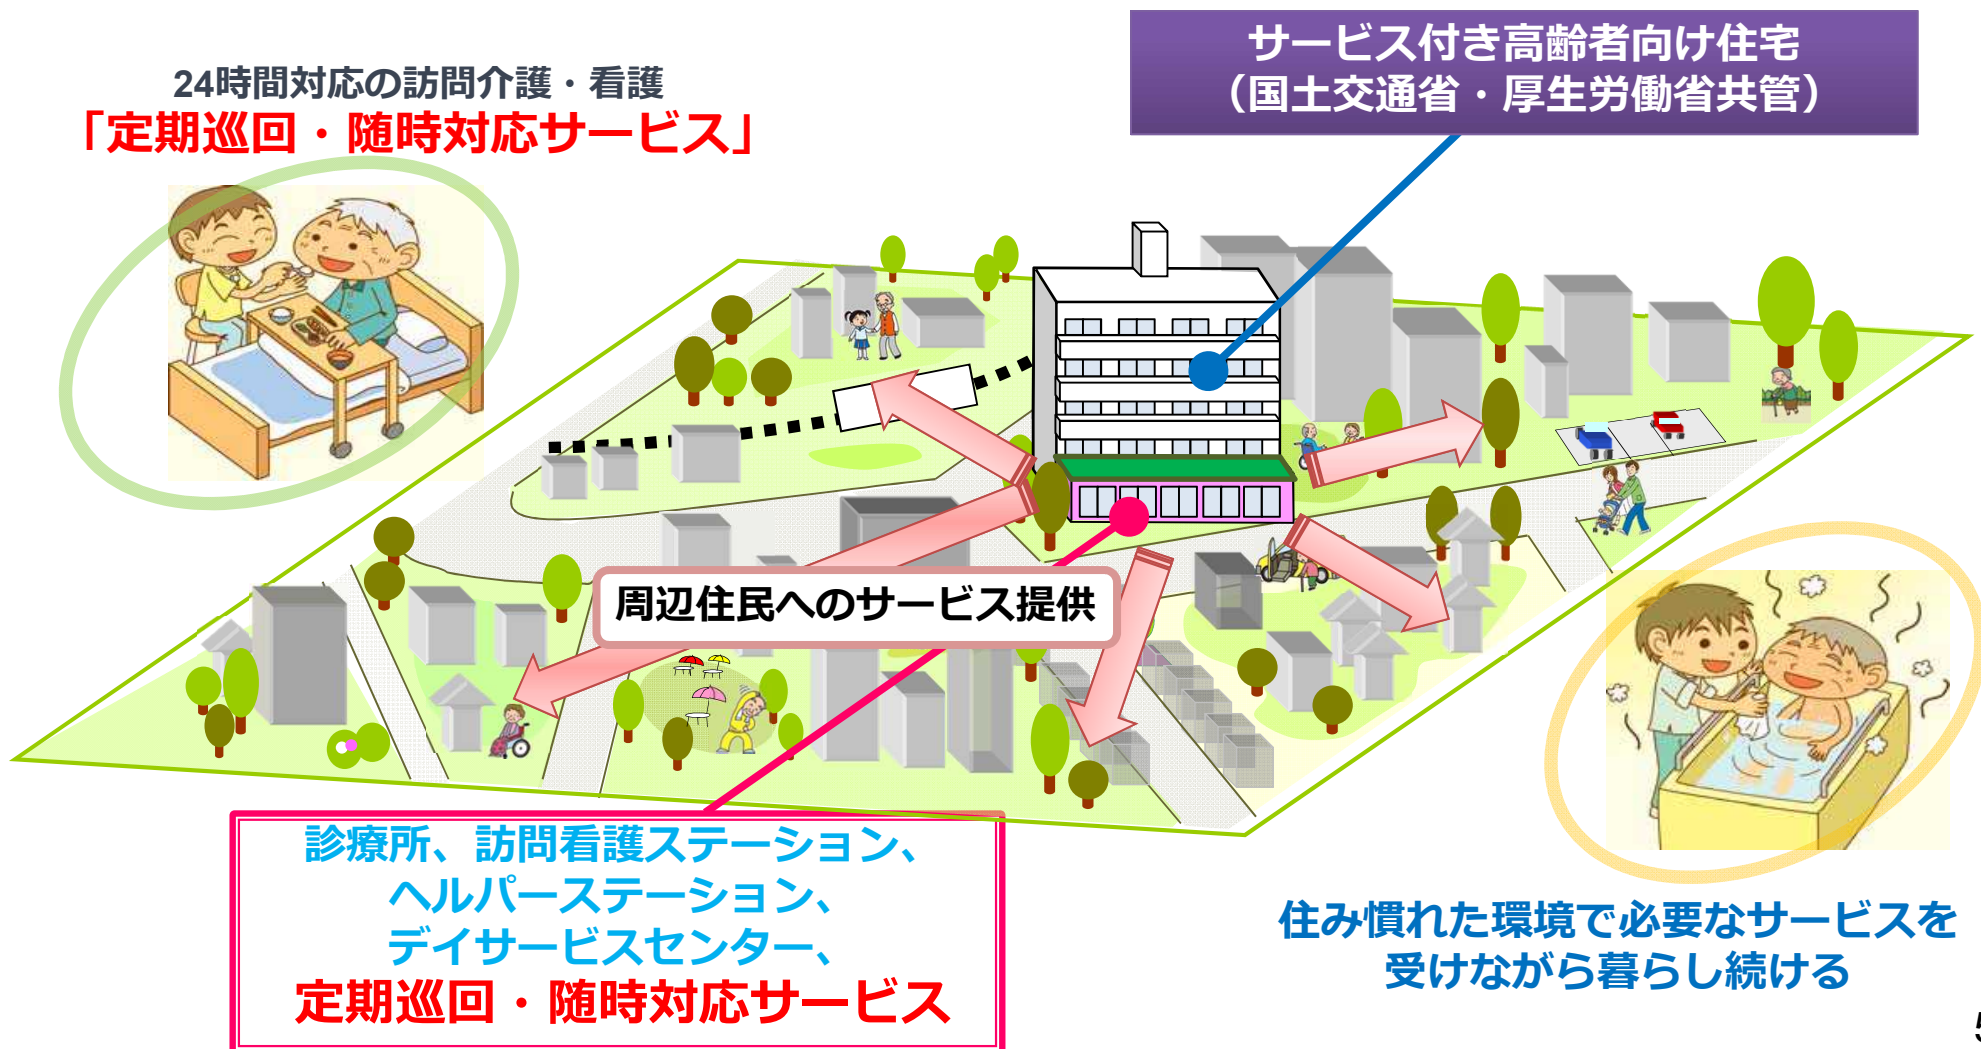 サービス付き高齢者向け住宅
（国土交通省・厚生労働省共管）
24時間対応の訪問介護・看護
「定期巡回・随時対応サービス」
周辺住民へのサービス提供
診療所、訪問看護ステーション、
ヘルパーステーション、
デイサービスセンター、
定期巡回・随時対応サービス
住み慣れた環境で必要なサービスを
受けながら暮らし続ける